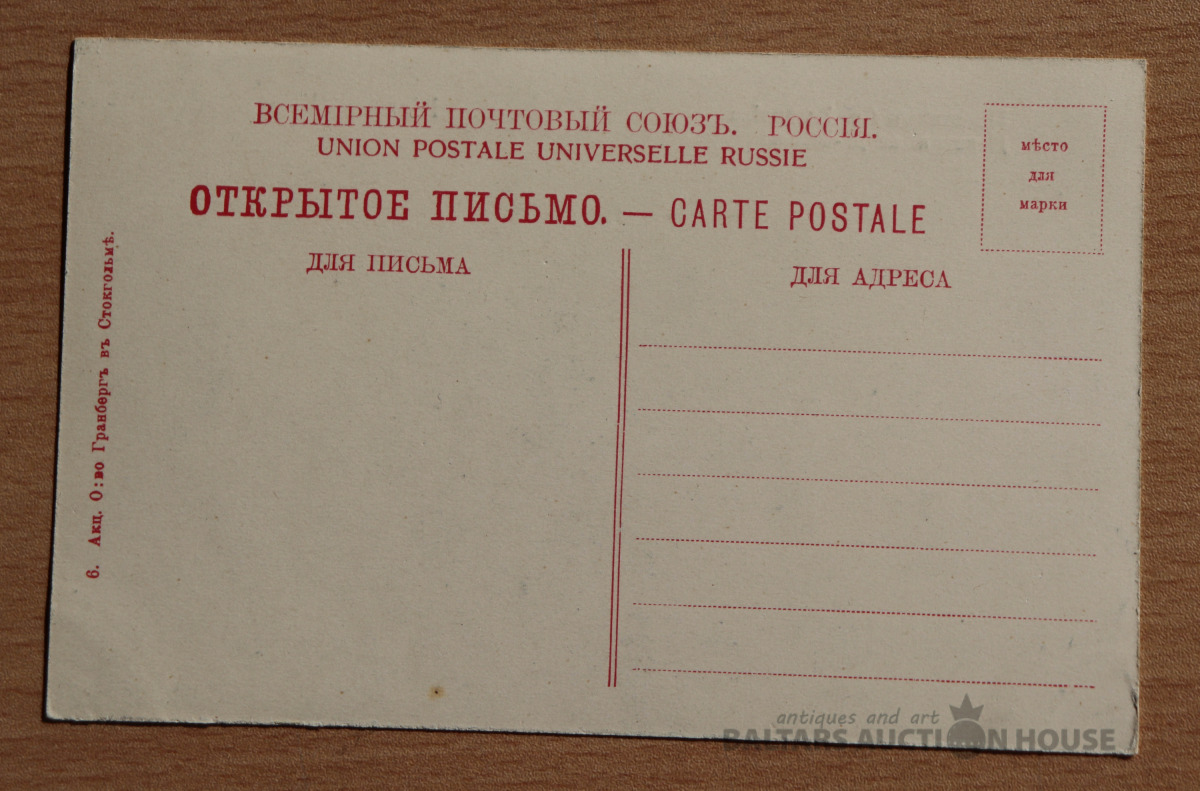 ВСЕМІРНЫЙ ПОЧТОВЫЙ СОЮЗЪ. РОССІЯ.
UNION POSTALE UNIVERSELLE RUSSIE
ОТКРЫТОЕ ПИСЬМО. — CARTE POSTALE
мѣсто
для
марки
ДЛЯ ПИСЬМА
ДЛЯ АДРЕСА
6. Акц. О:во Гранбергъ въ Стокгольмѣ.
antiques and art
BALTARS AUCTION HOUSE